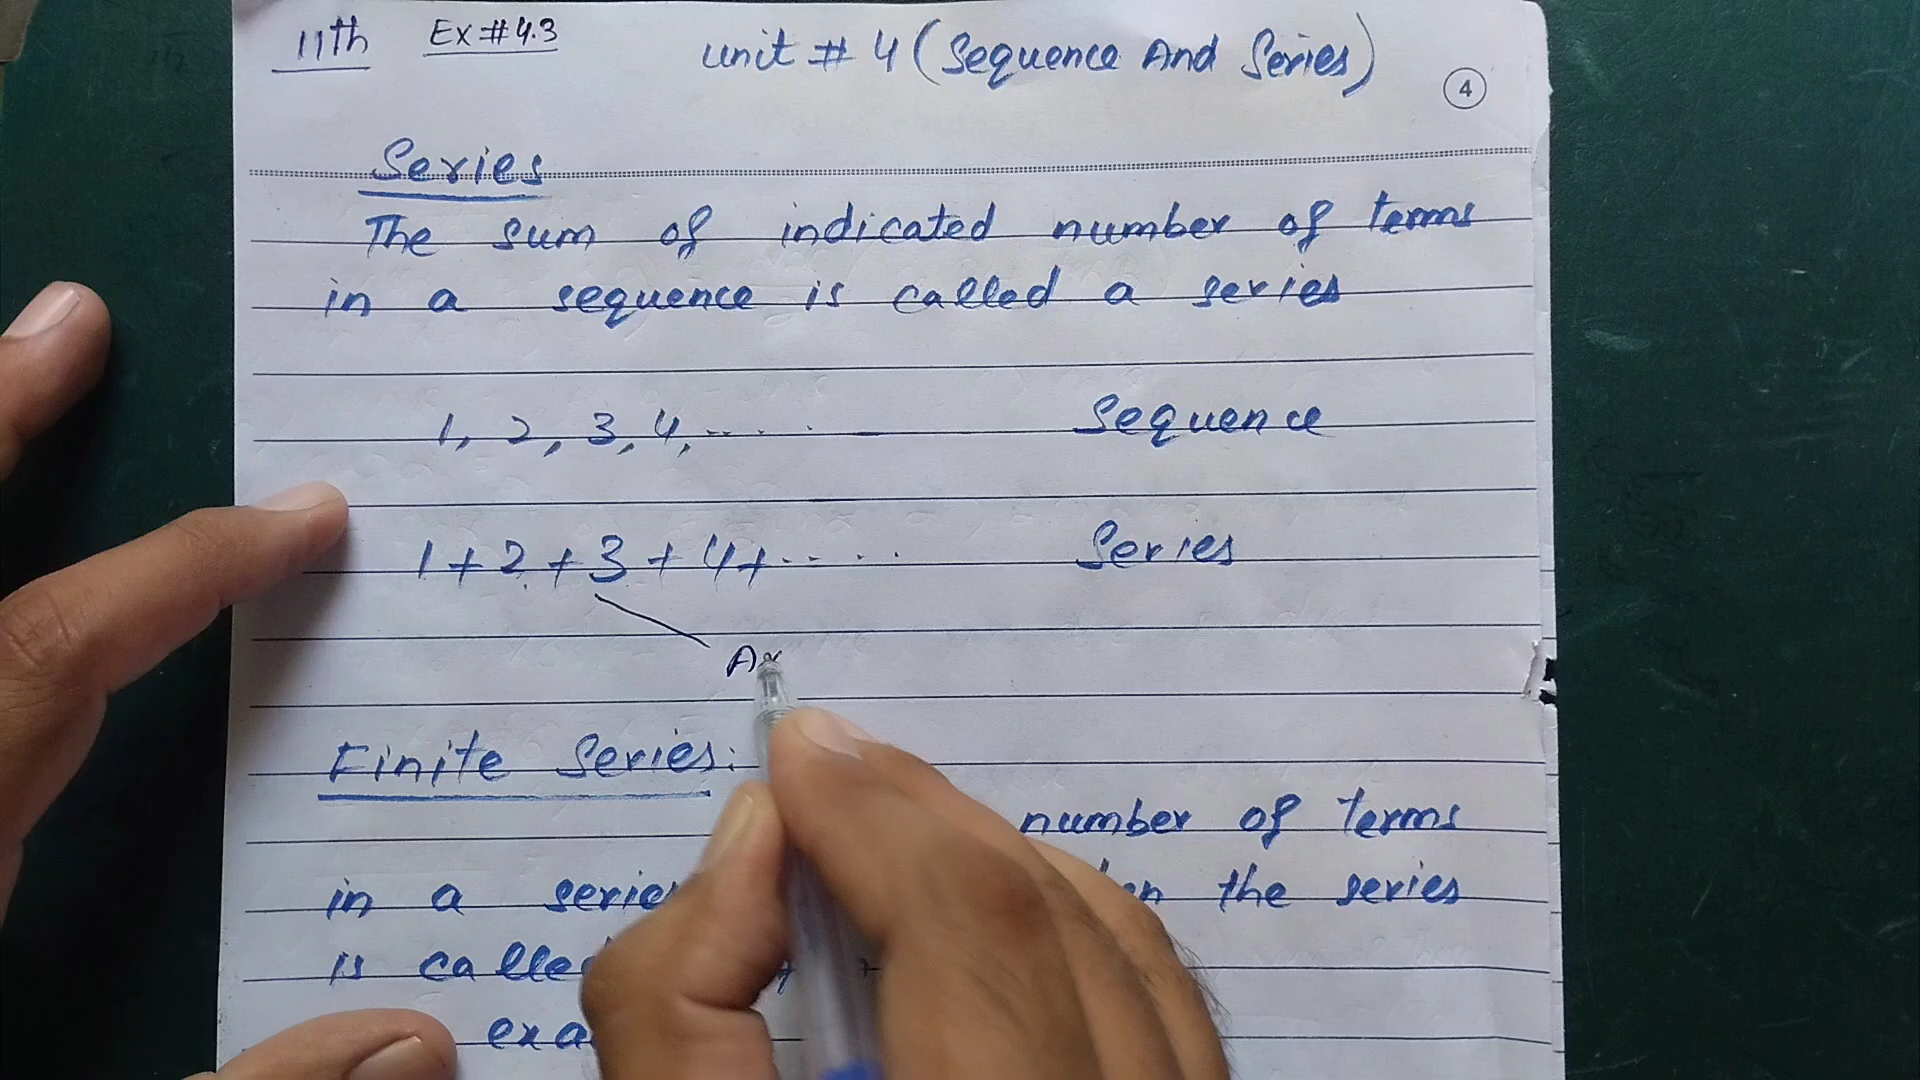 11th Ex#4.3 unit # 4 (Sequence And Series)
4
Series
The sum of indicated number of terms
in a sequence is called a series
1, 2, 3, 4, ..... Sequence
1+2+3+4+..... Series
Finite Series:
number of terms
in a the series
is called